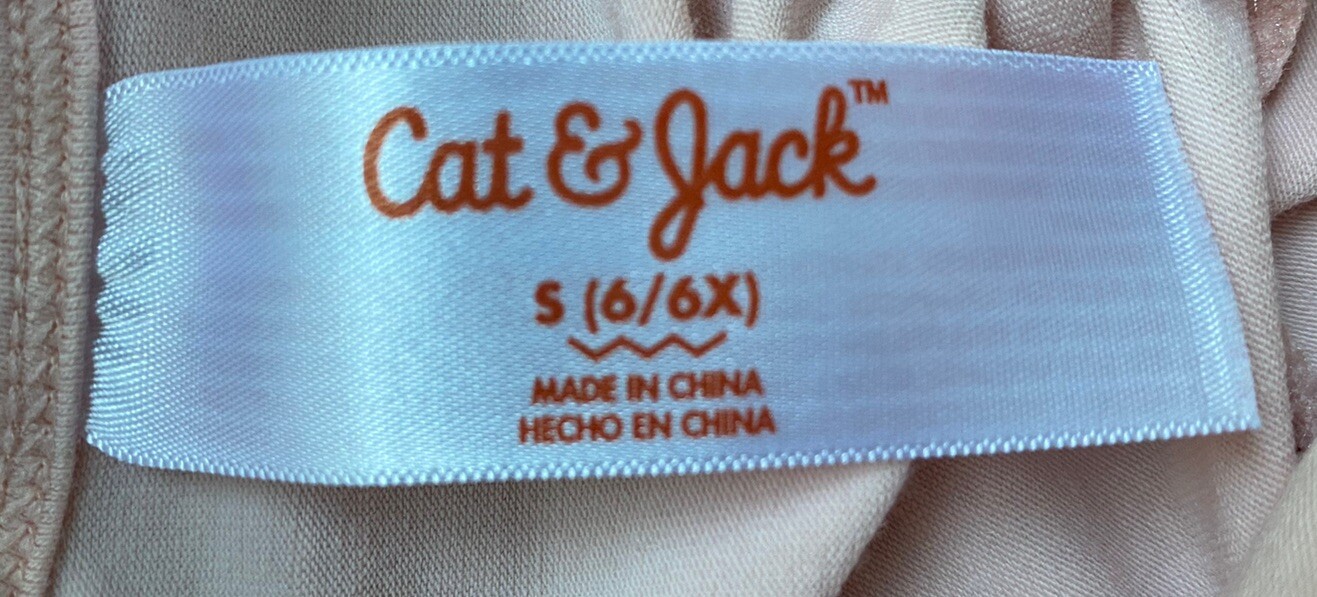 Cat & Jack™
S (6/6X)
MADE IN CHINA
HECHO EN CHINA